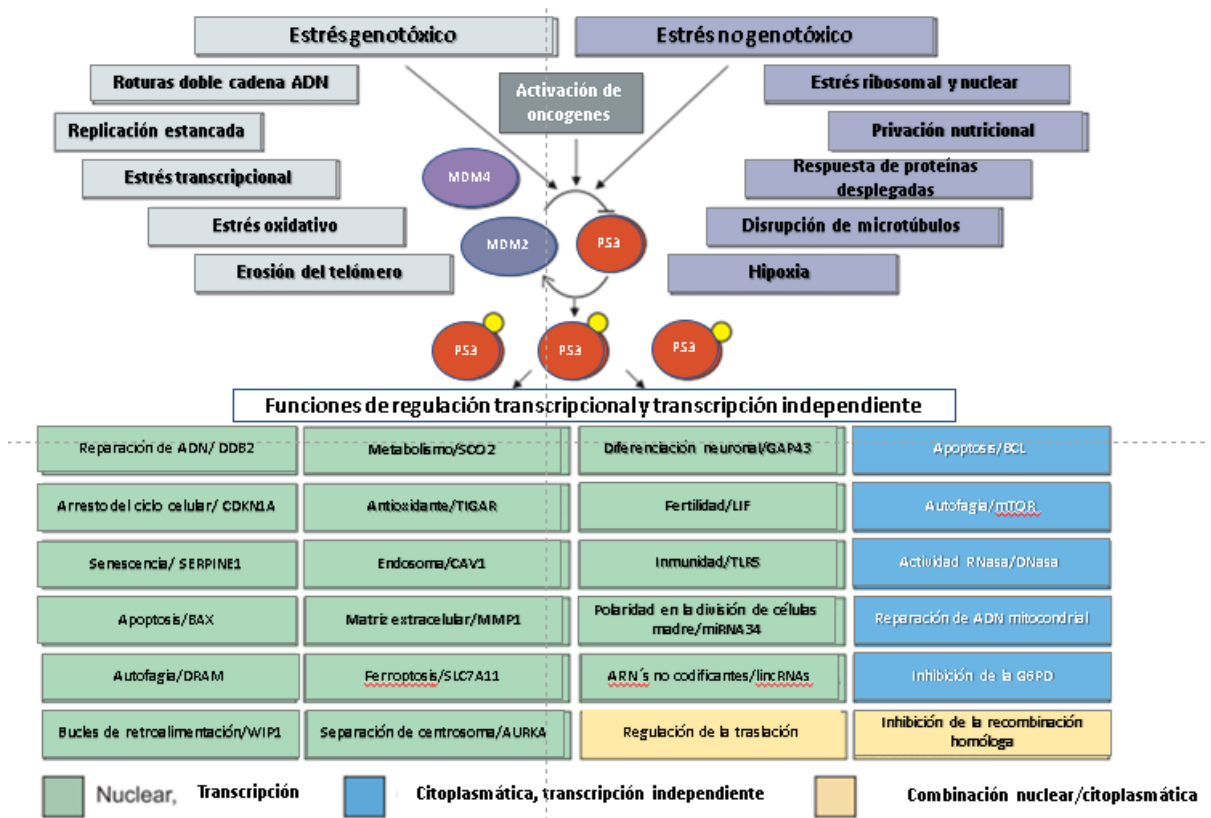 Estrés genotóxico
Estrés no genotóxico
Roturas doble cadena ADN
Activación de
oncogenes
Estrés ribosomal y nuclear
Replicación estancada
Privación nutricional
Estrés transcripcional
MDM4
Respuesta de proteínas
desplegadas
Estrés oxidativo
MDM2
P53
Disrupción de microtúbulos
Erosión del telómero
Hipoxia
P53
P53
P53
Funciones de regulación transcripcional y transcripción independiente
Reparación de ADN/ DDB2
Metabolismo/SCO2
Diferenciación neuronal/GAP43
Apoptosis/BCL
Arresto del ciclo celular/ CDKN1A
Antioxidante/TIGAR
Fertilidad/LIF
Autofagia/mTOR
Senescencia/ SERPINE1
Endosoma/CAV1
Inmunidad/TLR5
Actividad RNasa/DNasa
Apoptosis/BAX
Matriz extracelular/MMP1
Polaridad en la división de células
madre/miRNA34
Reparación de ADN mitocondrial
Autofagia/DRAM
Ferroptosis/SLC7A11
ARN´s no codificantes/lincRNAs
Inhibición de la G6PD
Bucles de retroalimentación/WIP1
Separación de centrosoma/AURKA
Regulación de la traslación
Inhibición de la recombinación
homóloga
Nuclear, Transcripción
Citoplasmática, transcripción independiente
Combinación nuclear/citoplasmática